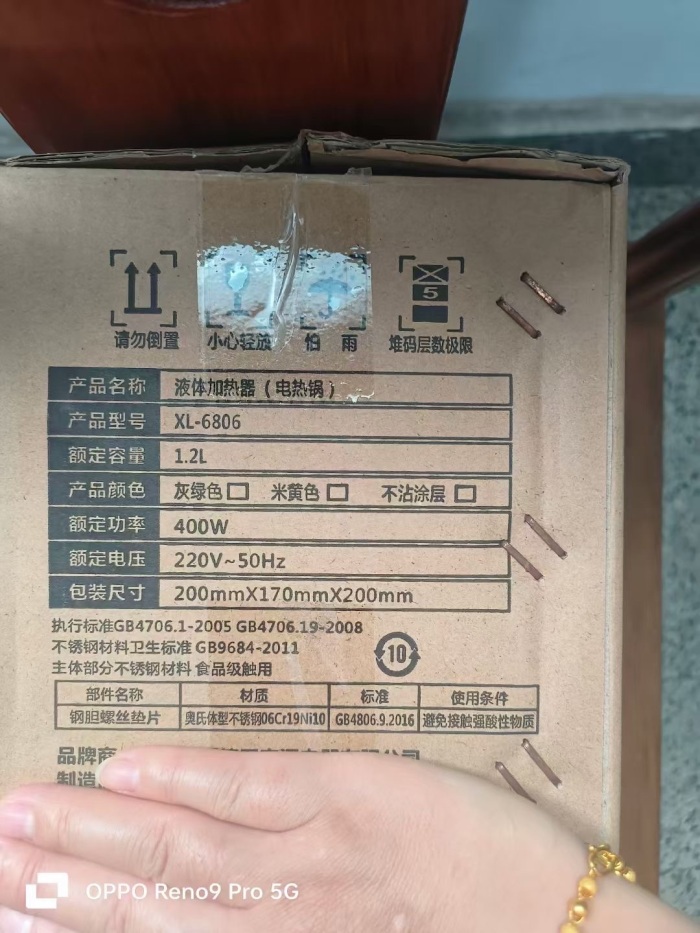 5
请勿倒置 小心轻放 怕 雨 堆码层数极限
产品名称 液体加热器（电热锅）
产品型号 XL-6806
额定容量 1.2L
产品颜色 灰绿色 米黄色 不沾涂层
额定功率 400W
额定电压 220V~50Hz
包装尺寸 200mmX170mmX200mm
执行标准GB4706.1-2005 GB4706.19-2008
不锈钢材料卫生标准 GB9684-2011
10
主体部分不锈钢材料 食品级触用
部件名称 材质 标准 使用条件
钢胆螺丝垫片 奥氏体型不锈钢06Cr19Ni10 GB4806.9.2016 避免接触强酸性物质
品牌商
制造
OPPO Reno9 Pro 5G